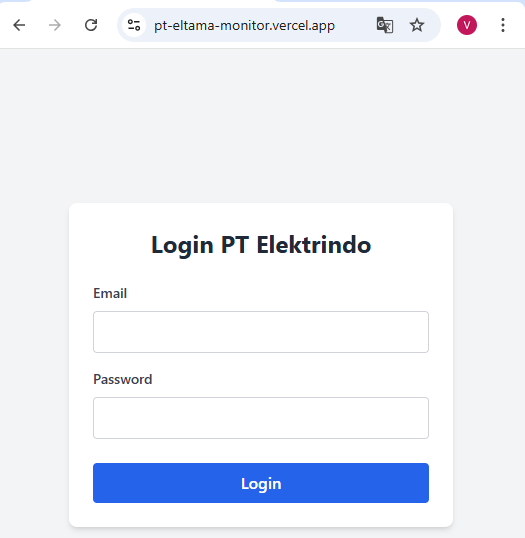 pt-eltama-monitor.vercel.app
V
Login PT Elektrindo
Email
Password
Login